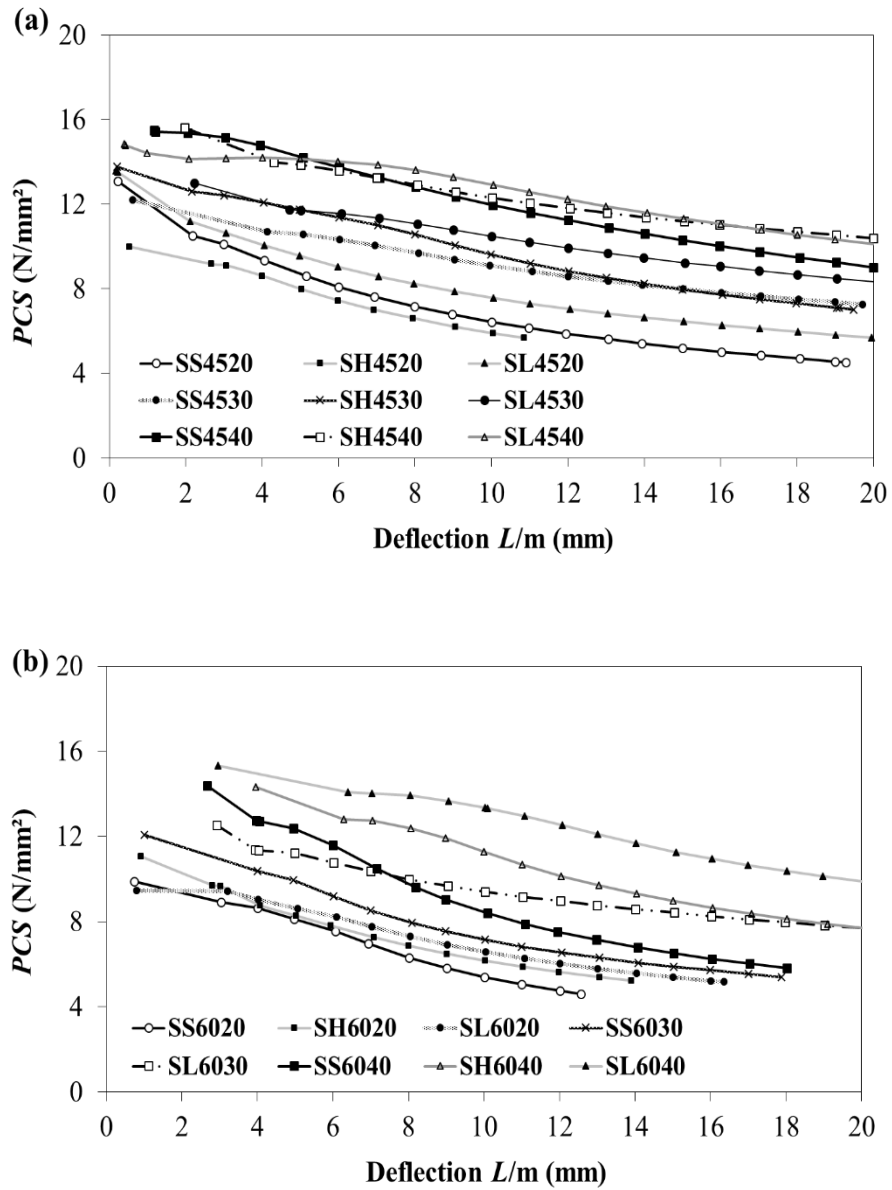 (a)
20
16
12
8
4
0
PCS (N/mm²)
SS4520 SH4520 SL4520
SS4530 SH4530 SL4530
SS4540 SH4540 SL4540
0 2 4 6 8 10 12 14 16 18 20
Deflection L/m (mm)
(b)
20
16
12
8
4
0
PCS (N/mm²)
SS6020 SH6020 SL6020 SS6030
SL6030 SS6040 SH6040 SL6040
0 2 4 6 8 10 12 14 16 18 20
Deflection L/m (mm)